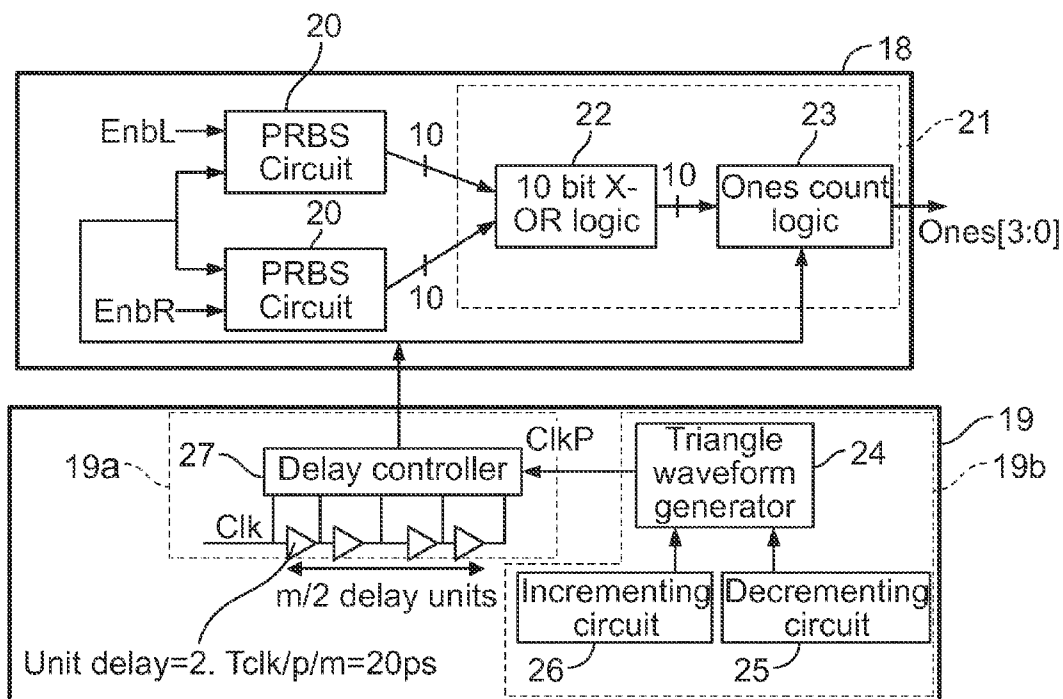 20
18
EnbL
PRBS
Circuit
10
22
23
21
10 bit X-
OR logic
10
Ones count
logic
Ones[3:0]
20
PRBS
Circuit
10
EnbR
19
19a
27
Delay controller
ClkP
Triangle
waveform
generator
24
19b
Clk
m/2 delay units
Incrementing
circuit
26
Decrementing
circuit
25
Unit delay=2. Tclk/p/m=20ps